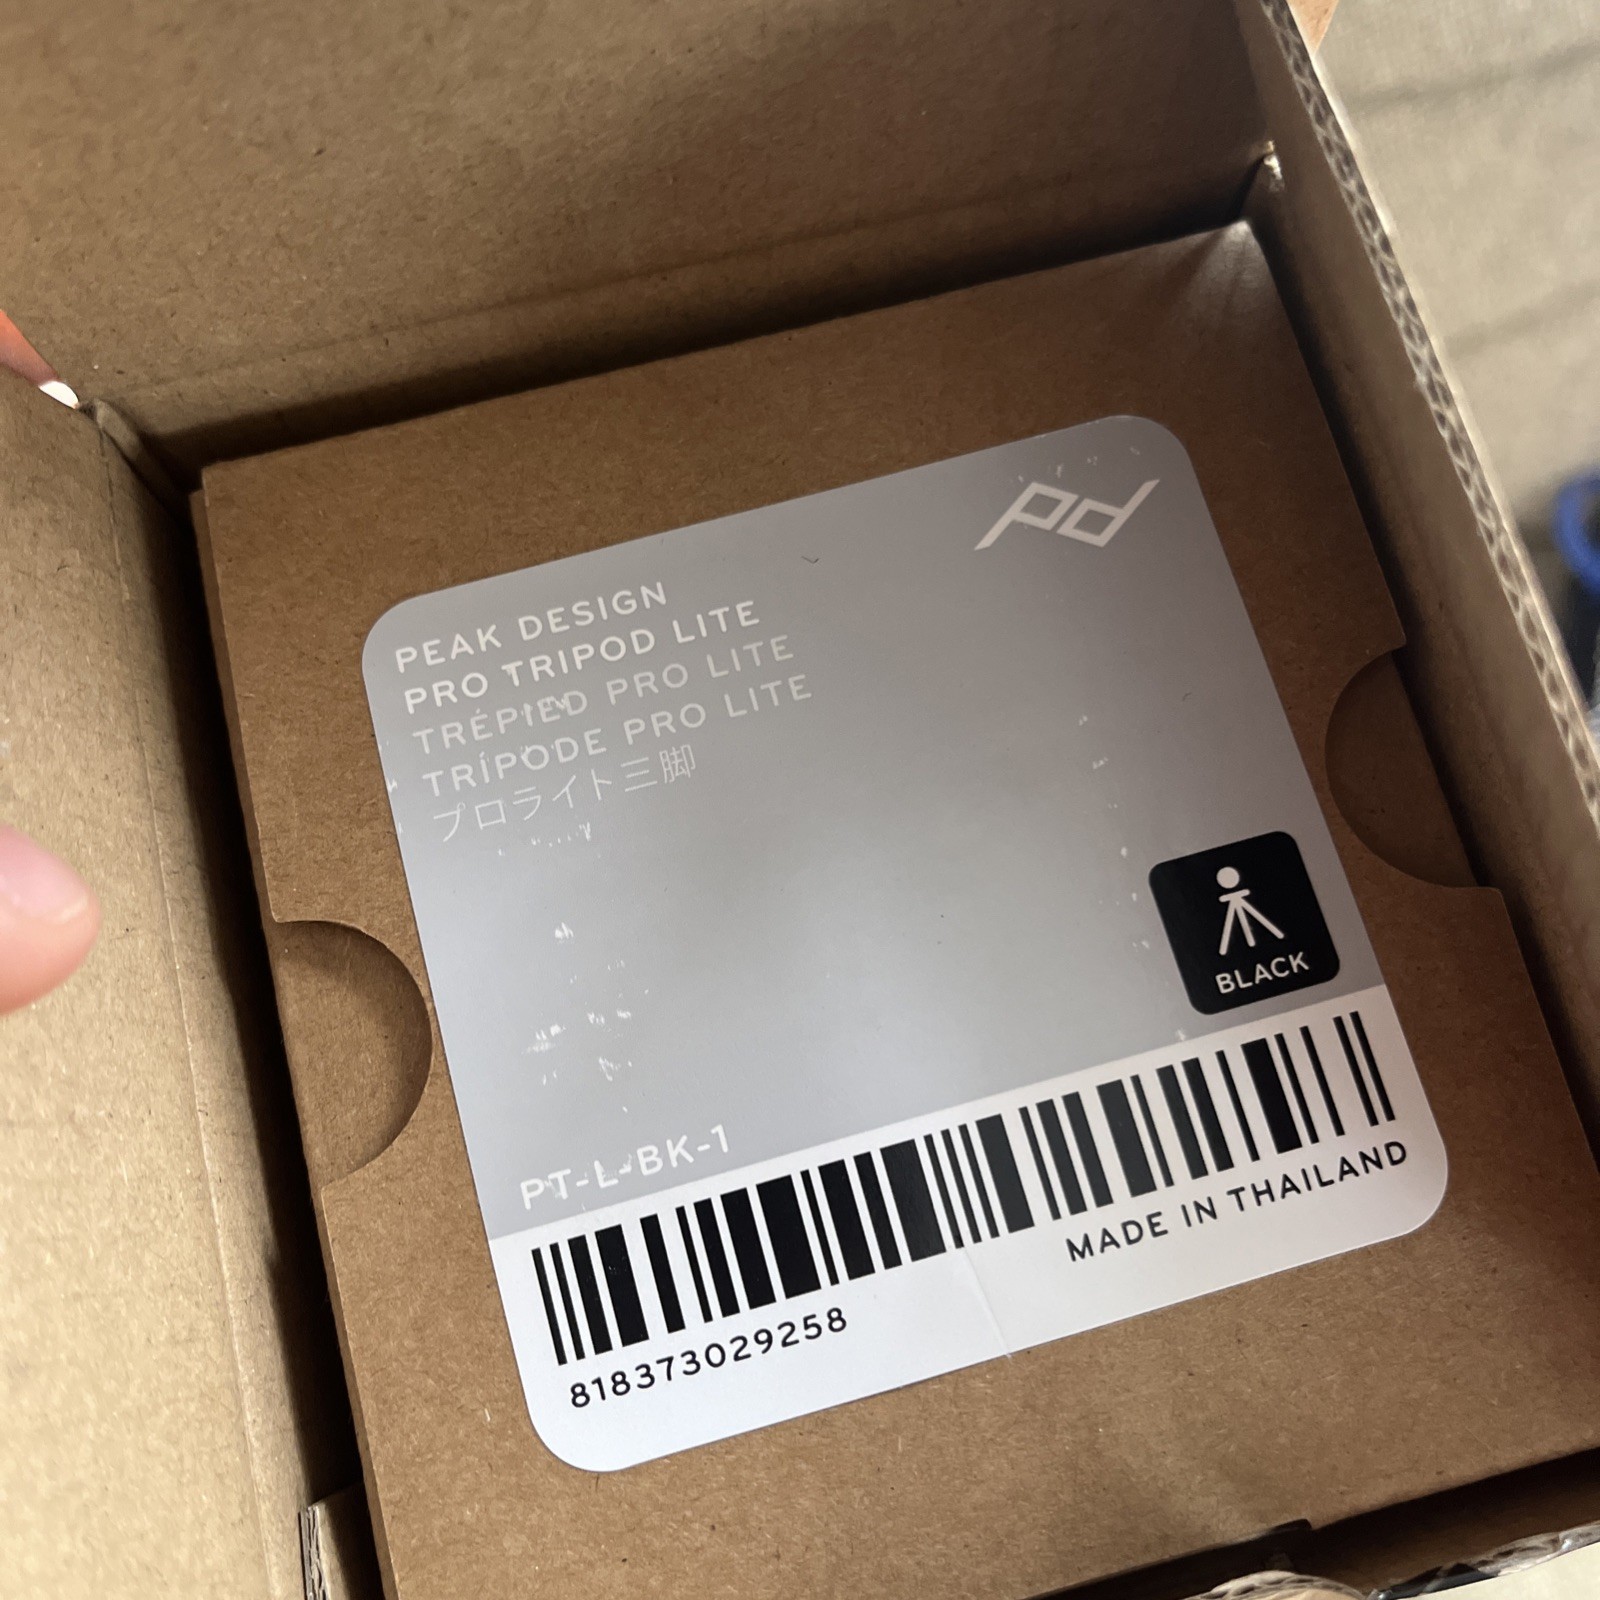 pd
PEAK DESIGN
PRO TRIPOD LITE
TRÉPIED PRO LITE
TRÍPODE PRO LITE
プロライト三脚
BLACK
PT-L-BK-1
MADE IN THAILAND
818373029258